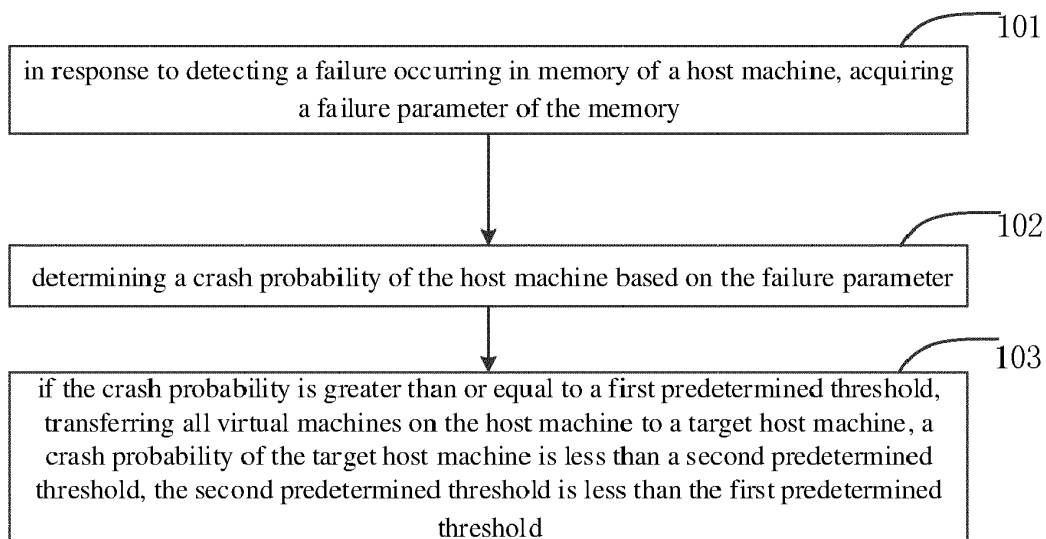 101
in response to detecting a failure occurring in memory of a host machine, acquiring
a failure parameter of the memory
102
determining a crash probability of the host machine based on the failure parameter
103
if the crash probability is greater than or equal to a first predetermined threshold,
transferring all virtual machines on the host machine to a target host machine, a
crash probability of the target host machine is less than a second predetermined
threshold, the second predetermined threshold is less than the first predetermined
threshold